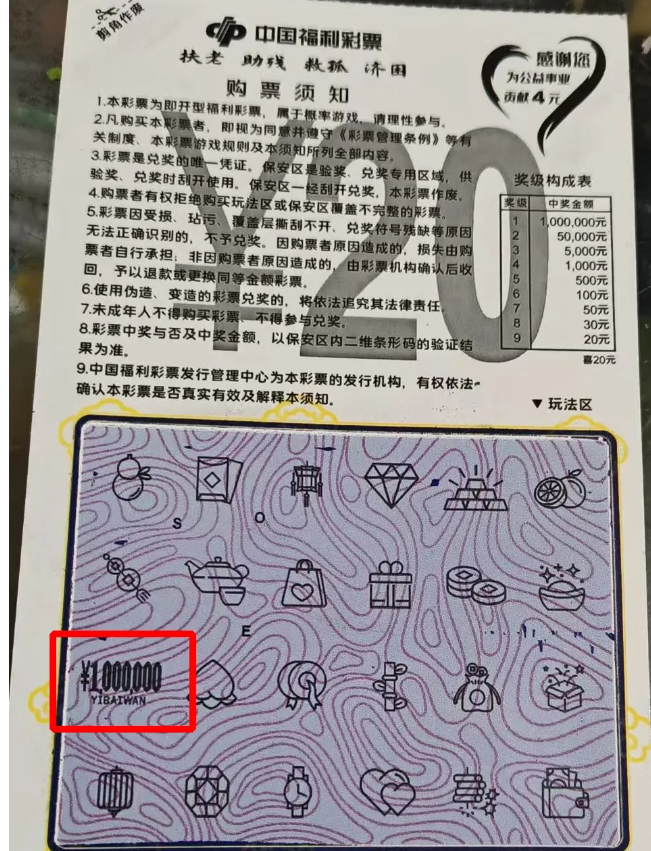 剪角作废
中国福利彩票
扶老 助残 救孤 济困
感谢您
为公益事业
贡献4元
购票须知
1.本彩票为即开型福利彩票，属于概率游戏，请理性参与。
2.凡购买本彩票者，即视为同意并遵守《彩票管理条例》等有
关制度、本彩票游戏规则及本须知所列全部内容。
3.彩票是兑奖的唯一凭证。保安区是验奖、兑奖专用区域，供
验奖、兑奖时刮开使用。保安区一经刮开兑奖，本彩票作废。
4.购票者有权拒绝购买玩法区或保安区覆盖不完整的彩票。
5.彩票因受损、玷污、覆盖层撕刮不开、兑奖符号残缺等原因
无法正确识别的，不予兑奖。因购票者原因造成的，损失由购
票者自行承担；非因购票者原因造成的，由彩票机构确认后收
回，予以退款或更换同等金额彩票。
6.使用伪造、变造的彩票兑奖的，将依法追究其法律责任。
7.未成年人不得购买彩票、不得参与兑奖。
8.彩票中奖与否及中奖金额，以保安区内二维条形码的验证结
果为准。
9.中国福利彩票发行管理中心为本彩票的发行机构，有权依法
确认本彩票是否真实有效及解释本须知。
¥20
奖级构成表
奖级 中奖金额
1 1,000,000元
2 50,000元
3 5,000元
4 1,000元
5 500元
6 100元
7 50元
8 30元
9 20元
喜20元
▼玩法区
S O
E
¥1,000,000
YIBAIWAN